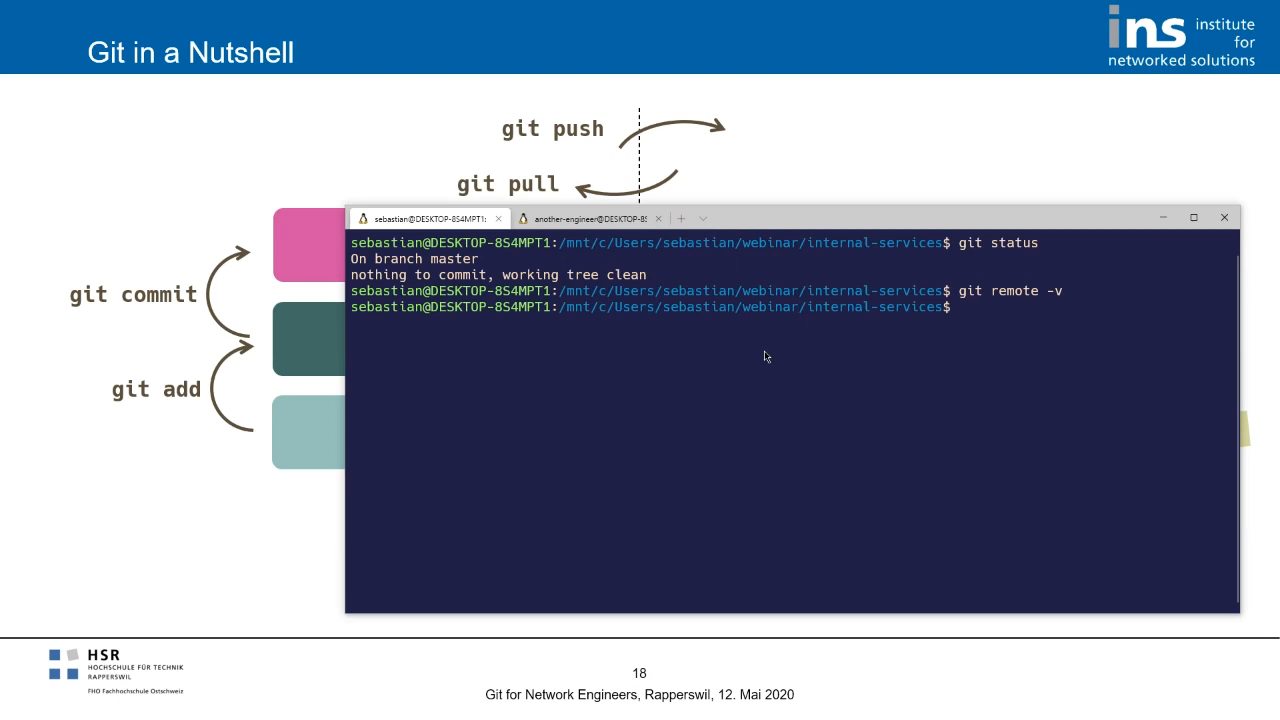 Git in a Nutshell
ins institute
for
networked solutions
git push
git pull
git commit
git add
sebastian@DESKTOP-8S4MPT1:
another-engineer@DESKTOP-8S
sebastian@DESKTOP-8S4MPT1:/mnt/c/Users/sebastian/webinar/internal-services$ git status
On branch master
nothing to commit, working tree clean
sebastian@DESKTOP-8S4MPT1:/mnt/c/Users/sebastian/webinar/internal-services$ git remote -v
sebastian@DESKTOP-8S4MPT1:/mnt/c/Users/sebastian/webinar/internal-services$
HSR
HOCHSCHULE FÜR TECHNIK
RAPPERSWIL
FHO Fachhochschule Ostschweiz
18
Git for Network Engineers, Rapperswil, 12. Mai 2020